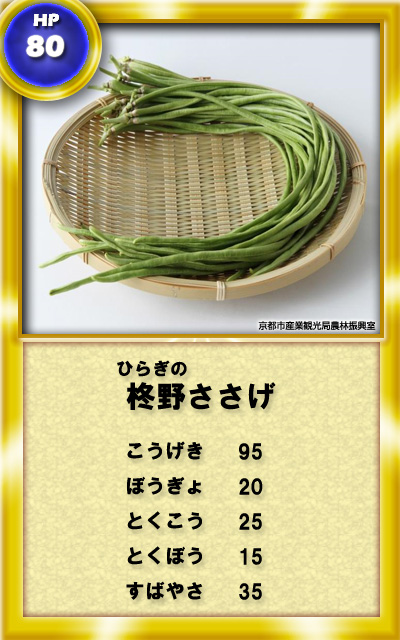 HP
80
京都市産業観光局農林振興室
ひらぎの
柊野ささげ
こうげき 95
ぼうぎょ 20
とくこう 25
とくぼう 15
すばやさ 35